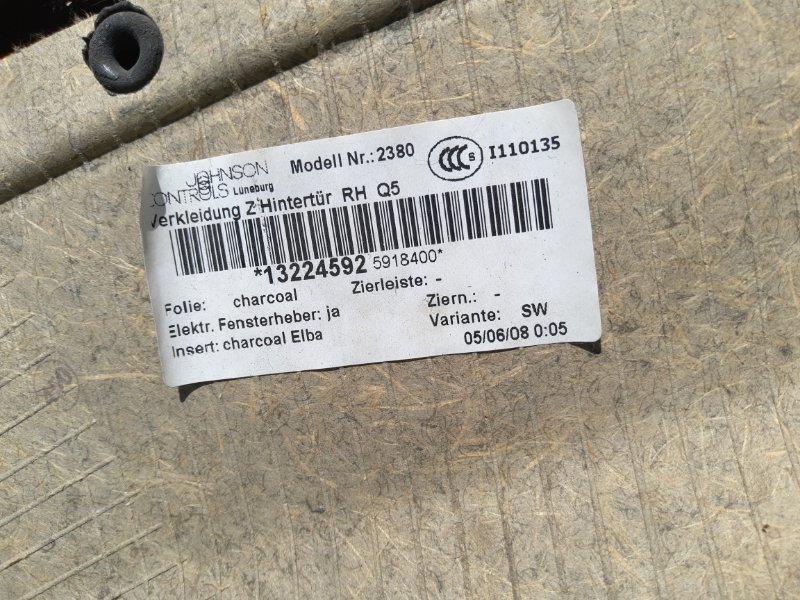 JOHNSON
CONTROLS Lüneburg
Modell Nr.: 2380
CCC S
I110135
Verkleidung Z Hintertür RH Q5
*13224592 5918400*
Folie: charcoal
Zierleiste: -
Elektr. Fensterheber: ja
Ziern.: -
Insert: charcoal Elba
Variante: SW
05/06/08 0:05